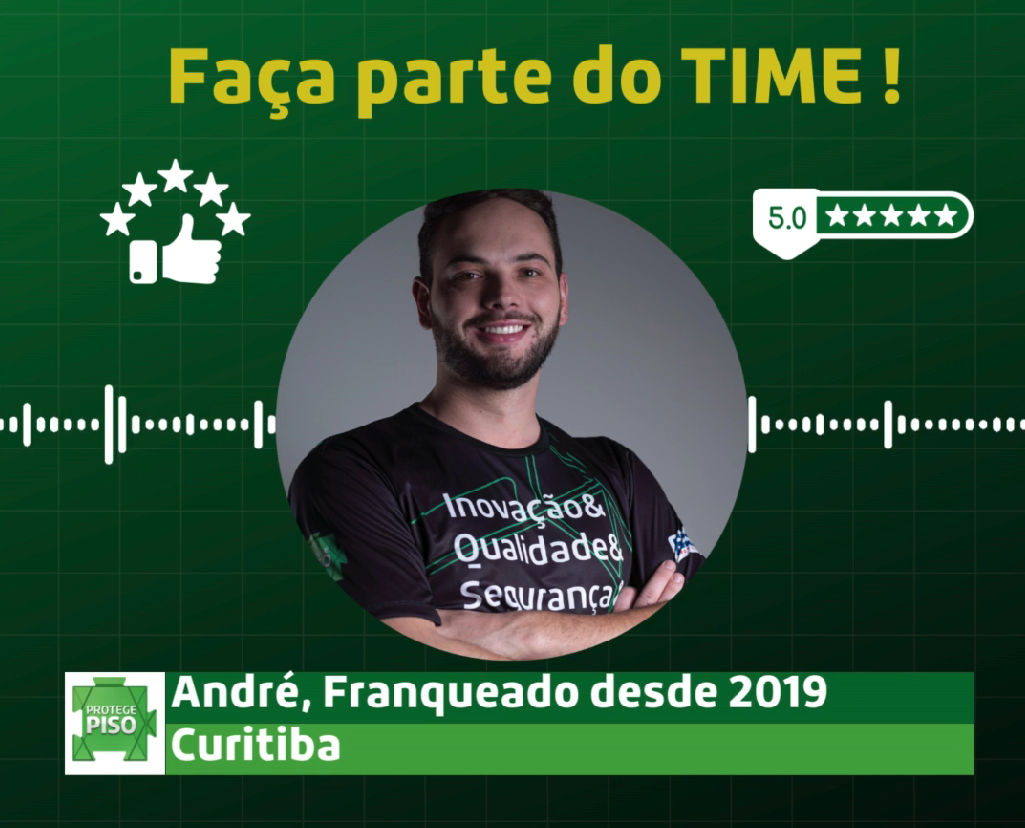 Faça parte do TIME !
5.0
Inovação&
Qualidade&
Segurança&
PROTEGE
PISO
André, Franqueado desde 2019
Curitiba